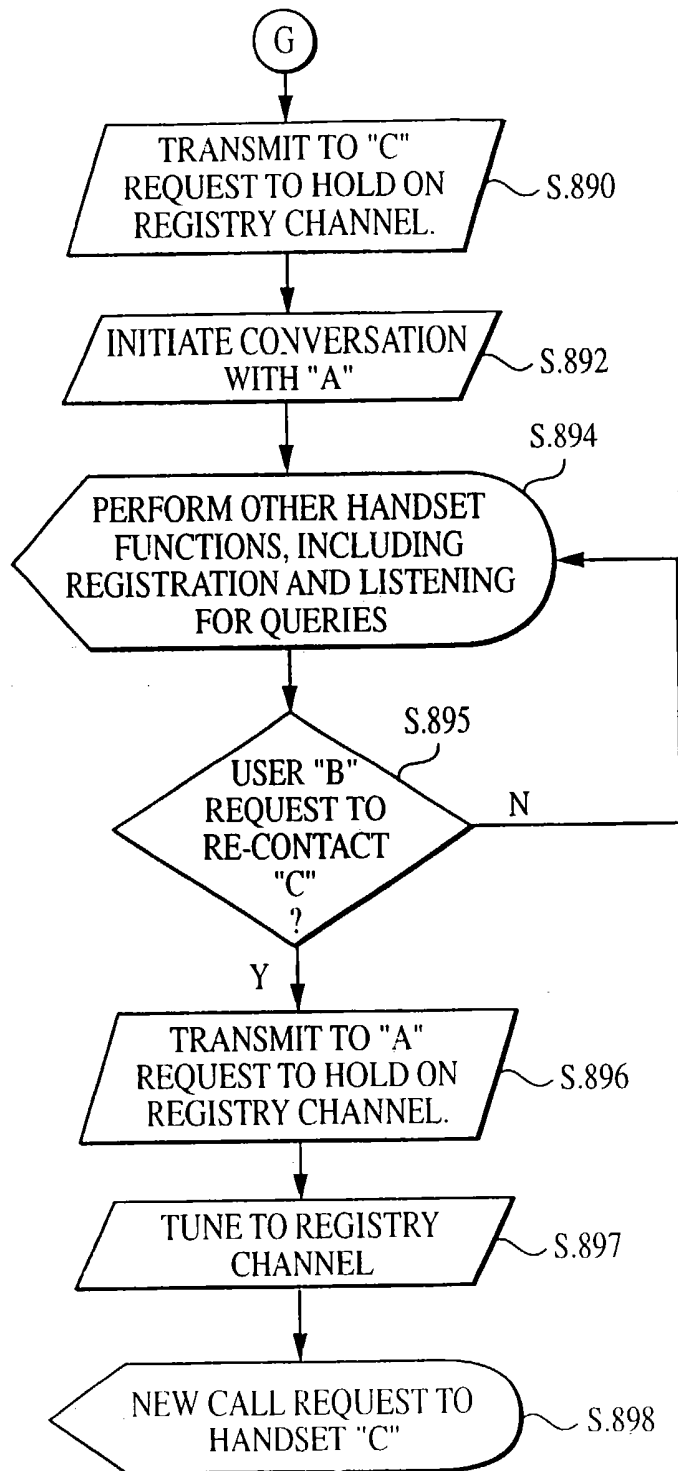 G
TRANSMIT TO "C"
REQUEST TO HOLD ON
REGISTRY CHANNEL.
S.890
INITIATE CONVERSATION
WITH "A"
S.892
S.894
PERFORM OTHER HANDSET
FUNCTIONS, INCLUDING
REGISTRATION AND LISTENING
FOR QUERIES
S.895
USER "B"
REQUEST TO
RE-CONTACT
"C"
?
N
Y
TRANSMIT TO "A"
REQUEST TO HOLD ON
REGISTRY CHANNEL.
S.896
TUNE TO REGISTRY
CHANNEL
S.897
NEW CALL REQUEST TO
HANDSET "C"
S.898